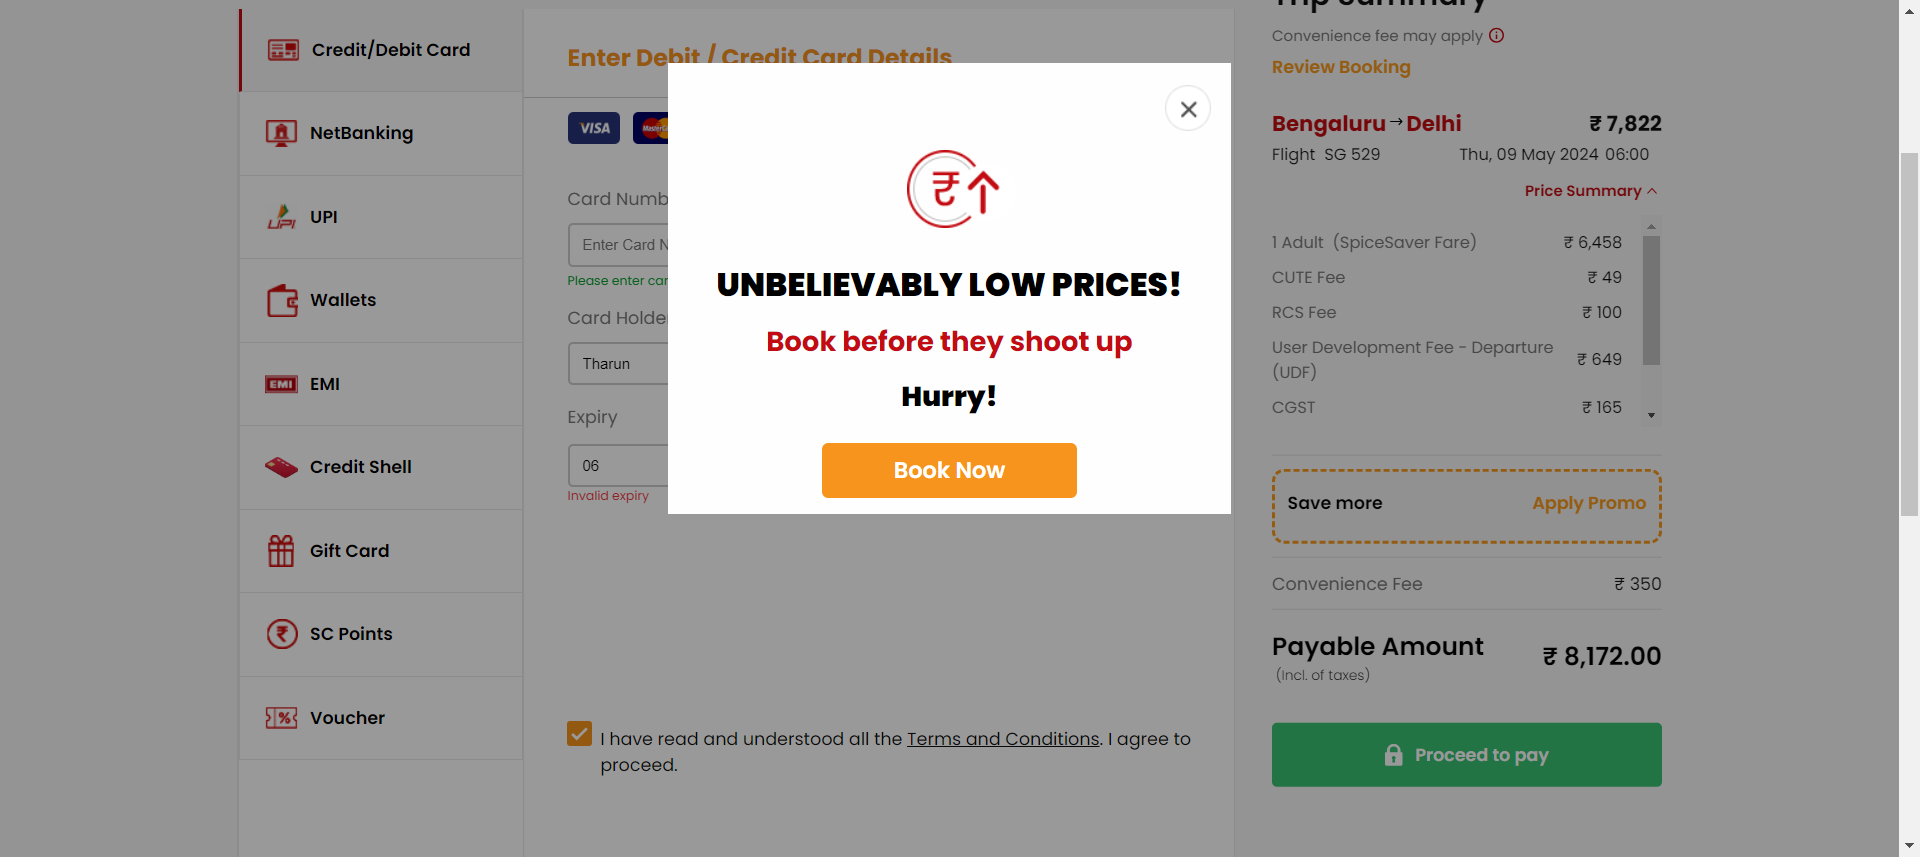 Credit/Debit Card
NetBanking
UPI
Wallets
EMI
EMI
Credit Shell
Gift Card
SC Points
Voucher
Enter Debit / Credit Card Details
VISA
MasterC
Card Numb
Enter Card N
Please enter car
Card Holde
Tharun
Expiry
06
Invalid expiry
UNBELIEVABLY LOW PRICES!
Book before they shoot up
Hurry!
Book Now
I have read and understood all the Terms and Conditions. I agree to
proceed.
Trip Summary
Convenience fee may apply
Review Booking
Bengaluru → Delhi ₹ 7,822
Flight SG 529 Thu, 09 May 2024 06:00
Price Summary
1 Adult (SpiceSaver Fare) ₹ 6,458
CUTE Fee ₹ 49
RCS Fee ₹ 100
User Development Fee - Departure
(UDF) ₹ 649
CGST ₹ 165
Save more Apply Promo
Convenience Fee ₹ 350
Payable Amount ₹ 8,172.00
(Incl. of taxes)
Proceed to pay